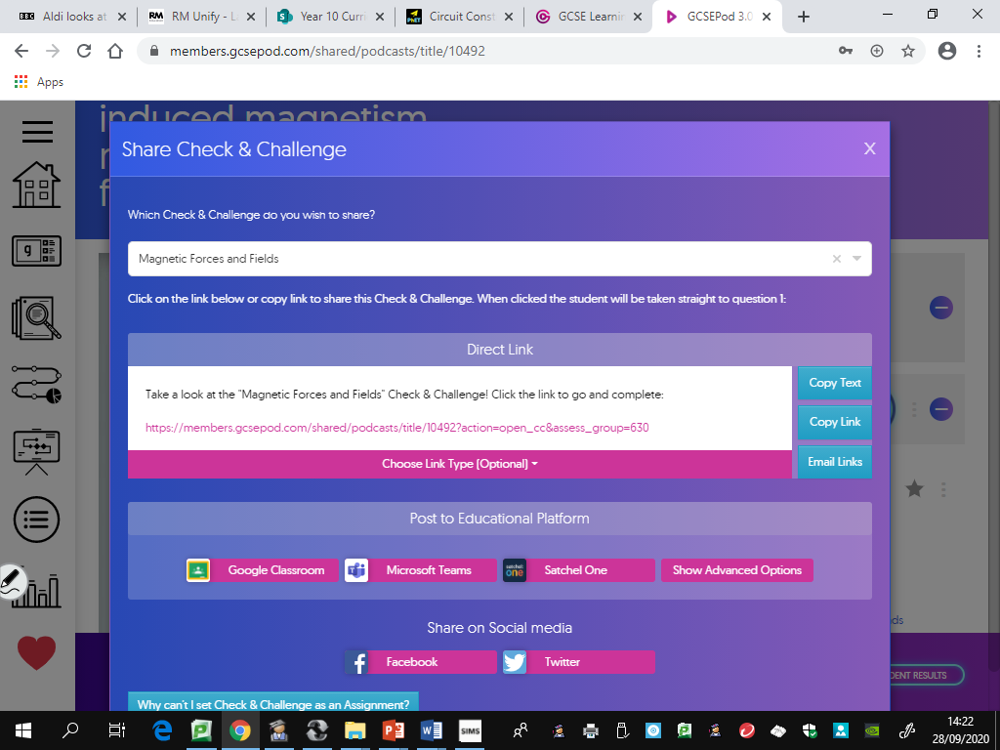 BBC Aldi looks at
RM RM Unify - L
Year 10 Curri
PhET Circuit Const
GCSE Learnin
GCSEPod 3.0
members.gcsepod.com/shared/podcasts/title/10492
Apps
induced magnetism
Share Check & Challenge
X
Which Check & Challenge do you wish to share?
Magnetic Forces and Fields
Click on the link below or copy link to share this Check & Challenge. When clicked the student will be taken straight to question 1:
Direct Link
Take a look at the "Magnetic Forces and Fields" Check & Challenge! Click the link to go and complete:
https://members.gcsepod.com/shared/podcasts/title/10492?action=open_cc&assess_group=630
Copy Text
Copy Link
Email Links
Choose Link Type [Optional]
Post to Educational Platform
Google Classroom
Microsoft Teams
satchel one Satchel One
Show Advanced Options
Share on Social media
Facebook
Twitter
DENT RESULTS
Why can't I set Check & Challenge as an Assignment?
SIMS
14:22
28/09/2020